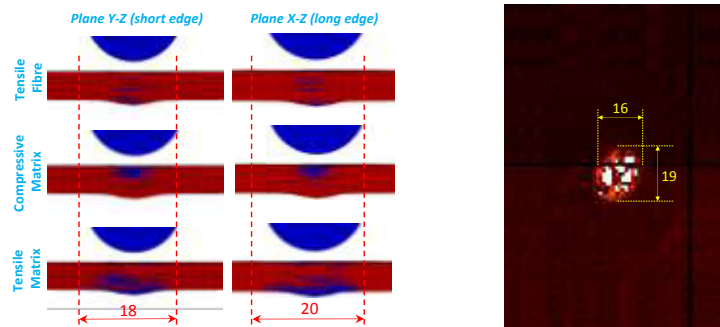 Plane Y-Z (short edge)
Plane X-Z (long edge)
Tensile
Fibre
Compressive
Matrix
Tensile
Matrix
18
20
16
19